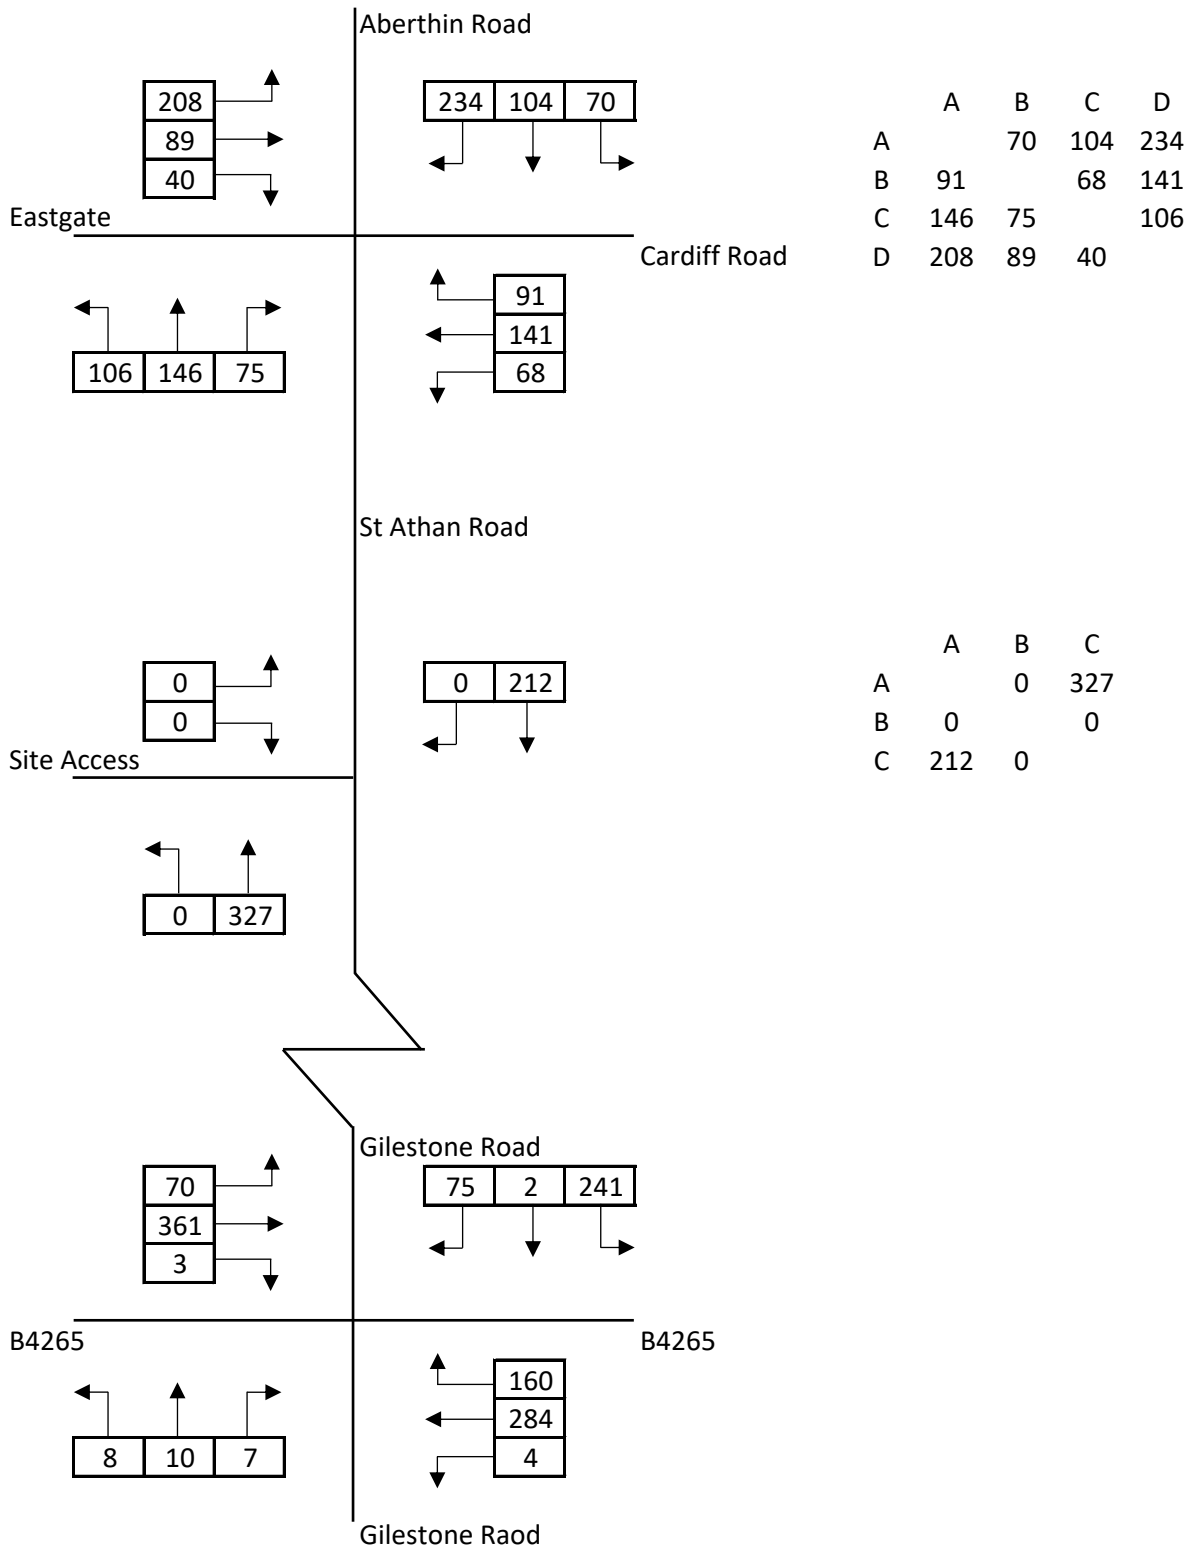 Aberthin Road
208
89
40
234 104 70
A B C D
A 70 104 234
B 91 68 141
C 146 75 106
D 208 89 40
Eastgate
Cardiff Road
91
141
68
106 146 75
St Athan Road
0
0
0 212
A B C
A 0 327
B 0 0
C 212 0
Site Access
0 327
Gilestone Road
70
361
3
75 2 241
B4265
B4265
160
284
4
8 10 7
Gilestone Raod